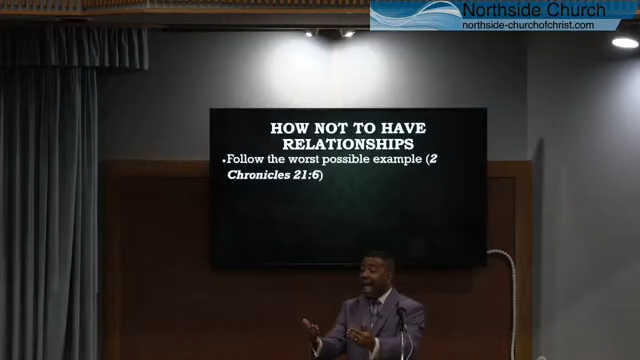 Northside Church
northside-churchofchrist.com
HOW NOT TO HAVE
RELATIONSHIPS
•Follow the worst possible example (2
Chronicles 21:6)